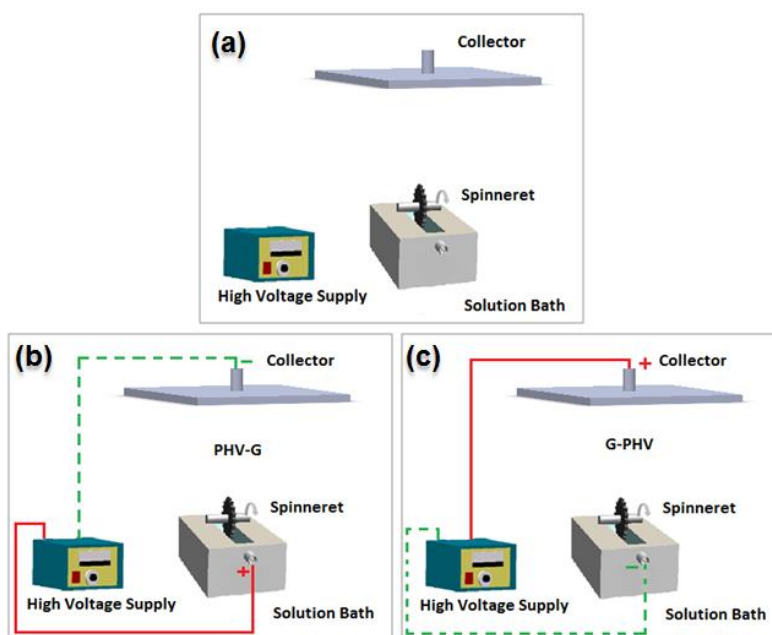 (a)
Collector
Spinneret
High Voltage Supply
Solution Bath
(b)
−
Collector
PHV-G
Spinneret
+
High Voltage Supply
Solution Bath
(c)
+
Collector
G-PHV
Spinneret
−
High Voltage Supply
Solution Bath